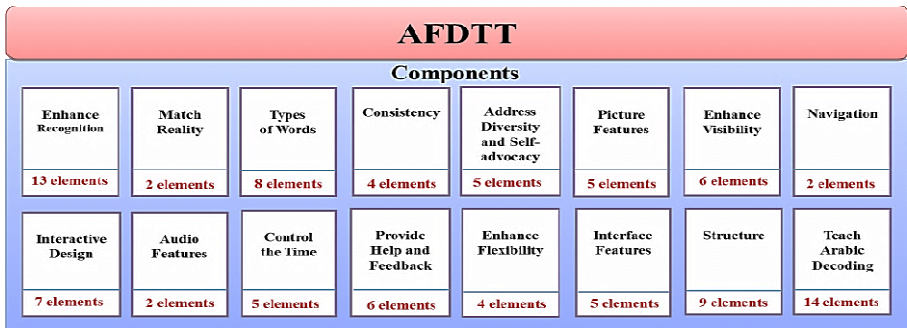 AFDTT
Components
Enhance
Recognition
13 elements
Match
Reality
2 elements
Types
of Words
8 elements
Consistency
4 elements
Address
Diversity
and Self-
advocacy
5 elements
Picture
Features
5 elements
Enhance
Visibility
6 elements
Navigation
2 elements
Interactive
Design
7 elements
Audio
Features
2 elements
Control
the Time
5 elements
Provide
Help and
Feedback
6 elements
Enhance
Flexibility
4 elements
Interface
Features
5 elements
Structure
9 elements
Teach
Arabic
Decoding
14 elements